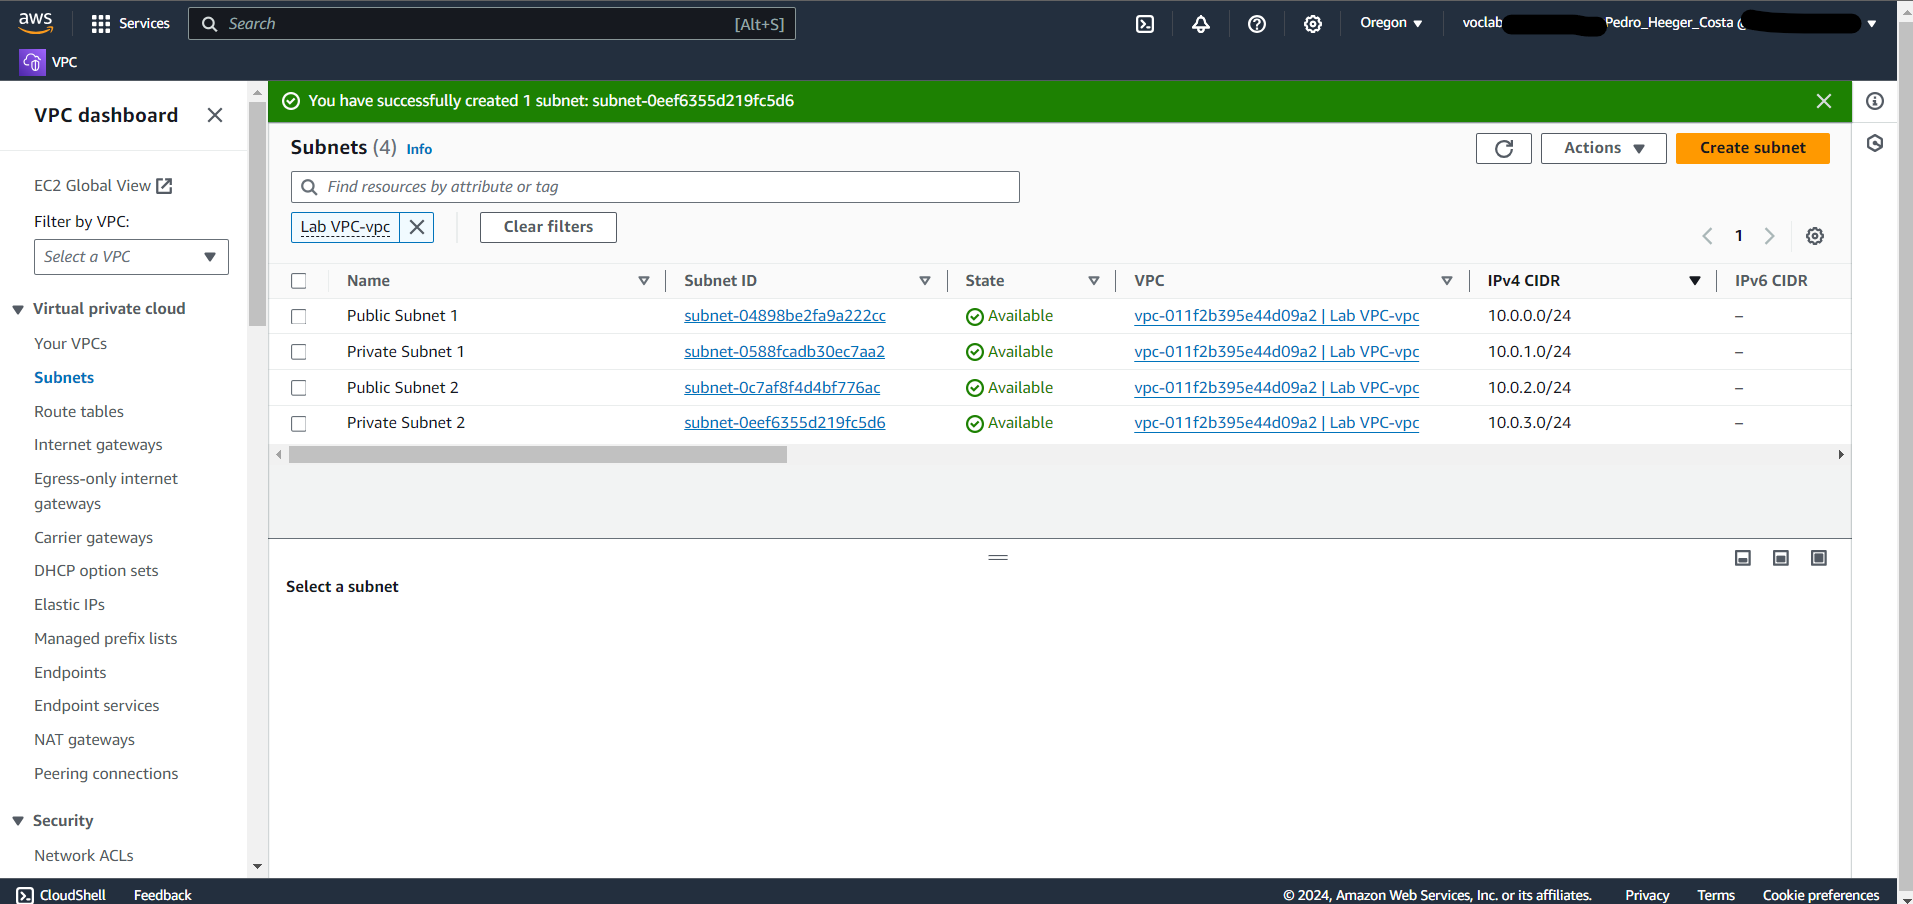 aws
Services
Search
[Alt+S]
Oregon
voclab
Pedro_Heeger_Costa @
VPC
VPC dashboard
EC2 Global View
Filter by VPC:
Select a VPC
Virtual private cloud
Your VPCs
Subnets
Route tables
Internet gateways
Egress-only internet
gateways
Carrier gateways
DHCP option sets
Elastic IPs
Managed prefix lists
Endpoints
Endpoint services
NAT gateways
Peering connections
Security
Network ACLs
You have successfully created 1 subnet: subnet-0eef6355d219fc5d6
Subnets (4) Info
Actions
Create subnet
Find resources by attribute or tag
Lab VPC-vpc
Clear filters
1
Name Subnet ID State VPC IPv4 CIDR IPv6 CIDR
Public Subnet 1 subnet-04898be2fa9a222cc Available vpc-011f2b395e44d09a2 | Lab VPC-vpc 10.0.0.0/24 –
Private Subnet 1 subnet-0588fcadb30ec7aa2 Available vpc-011f2b395e44d09a2 | Lab VPC-vpc 10.0.1.0/24 –
Public Subnet 2 subnet-0c7af8f4d4bf776ac Available vpc-011f2b395e44d09a2 | Lab VPC-vpc 10.0.2.0/24 –
Private Subnet 2 subnet-0eef6355d219fc5d6 Available vpc-011f2b395e44d09a2 | Lab VPC-vpc 10.0.3.0/24 –
Select a subnet
CloudShell
Feedback
© 2024, Amazon Web Services, Inc. or its affiliates.
Privacy
Terms
Cookie preferences